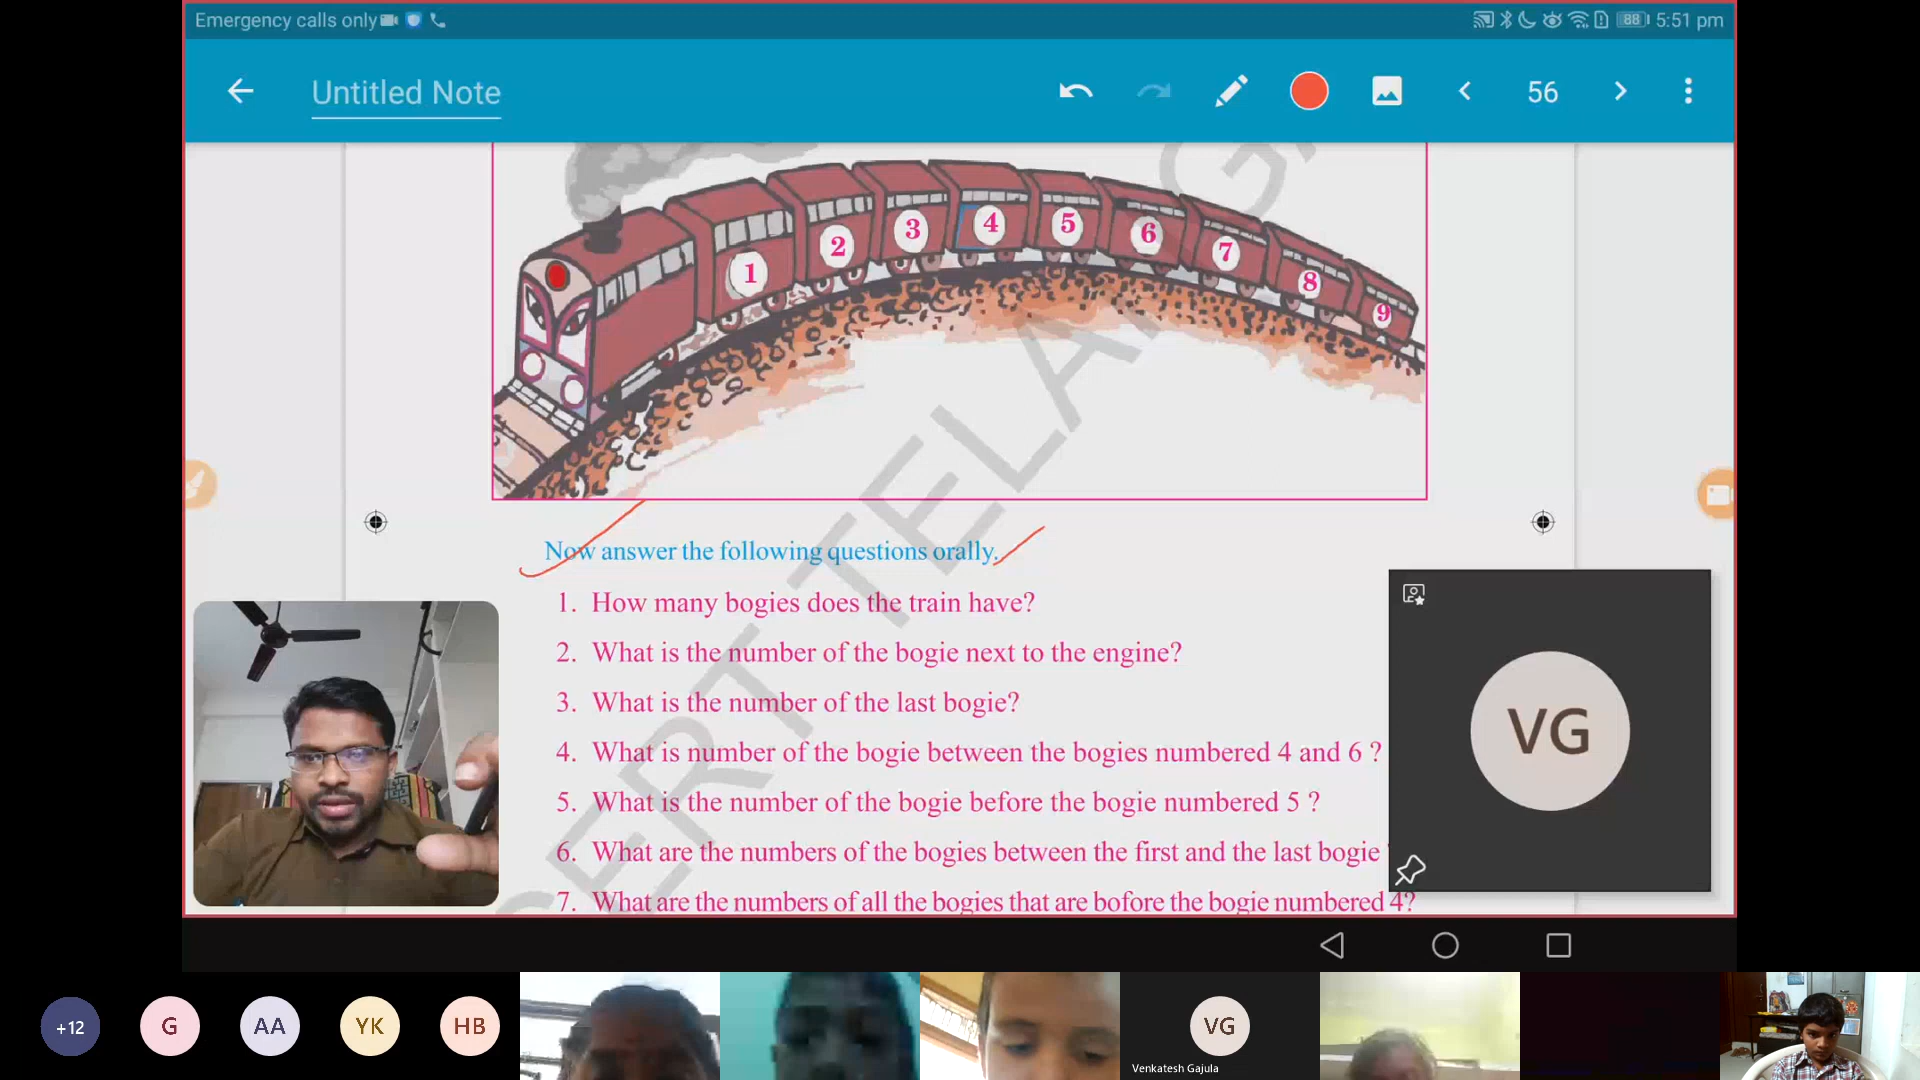 Emergency calls only
88 5:51 pm
Untitled Note
56
1 2 3 4 5 6 7 8 9
Now answer the following questions orally.
1. How many bogies does the train have?
2. What is the number of the bogie next to the engine?
3. What is the number of the last bogie?
4. What is number of the bogie between the bogies numbered 4 and 6 ?
5. What is the number of the bogie before the bogie numbered 5 ?
6. What are the numbers of the bogies between the first and the last bogie
7. What are the numbers of all the bogies that are bofore the bogie numbered 4?
VG
+12
G
AA
YK
HB
VG
Venkatesh Gajula